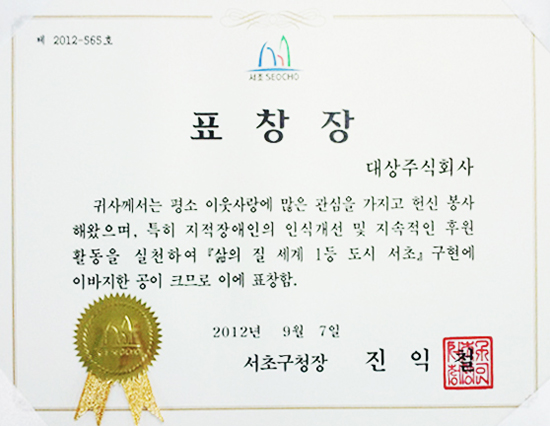 제 2012-565호
서초 SEOCHO
표 창 장
대상주식회사
귀사께서는 평소 이웃사랑에 많은 관심을 가지고 헌신 봉사
해왔으며, 특히 지적장애인의 인식개선 및 지속적인 후원
활동을 실천하여 『삶의 질 세계 1등 도시 서초』 구현에
이바지한 공이 크므로 이에 표창함.
2012년 9월 7일
서초구청장 진 익 철